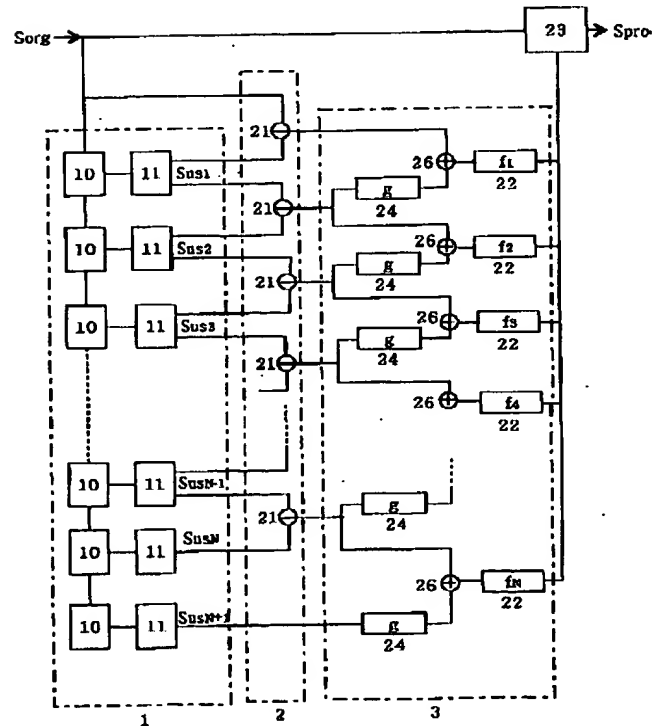 Sorg 23 Spro
21
10 11 Sus1 26 f1
g 22
21 24
10 11 Sus2 26 f2
21 g 22
24
10 11 Sus3 26 f3
g 22
21 24
26 f4
22
10 11 SusN-1 g
21 24
10 11 SusN
26 fN
22
10 11 SusN+1 g
24
1 2 3